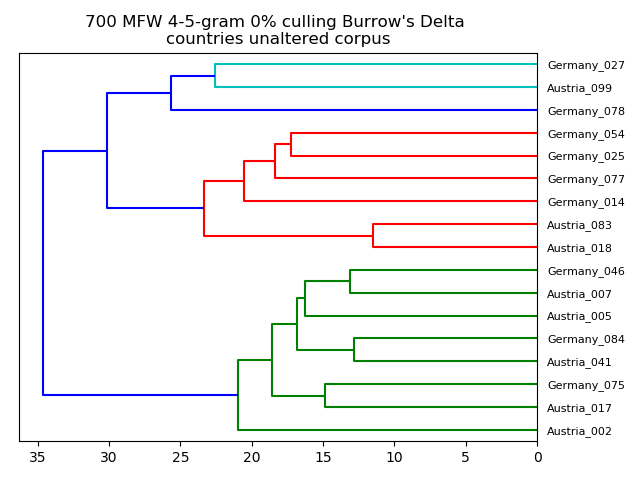 700 MFW 4-5-gram 0% culling Burrow's Delta
countries unaltered corpus
Germany_027
Austria_099
Germany_078
Germany_054
Germany_025
Germany_077
Germany_014
Austria_083
Austria_018
Germany_046
Austria_007
Austria_005
Germany_084
Austria_041
Germany_075
Austria_017
Austria_002
35 30 25 20 15 10 5 0